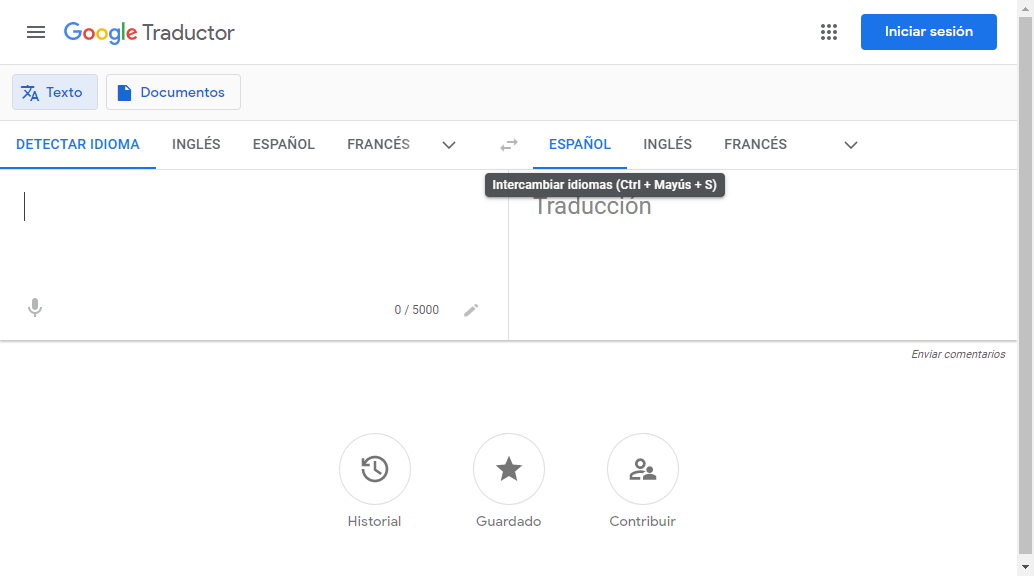 Google Traductor
Iniciar sesión
Texto
Documentos
DETECTAR IDIOMA INGLÉS ESPAÑOL FRANCÉS ESPAÑOL INGLÉS FRANCÉS
Intercambiar idiomas (Ctrl + Mayús + S)
Traducción
0 / 5000
Enviar comentarios
Historial
Guardado
Contribuir